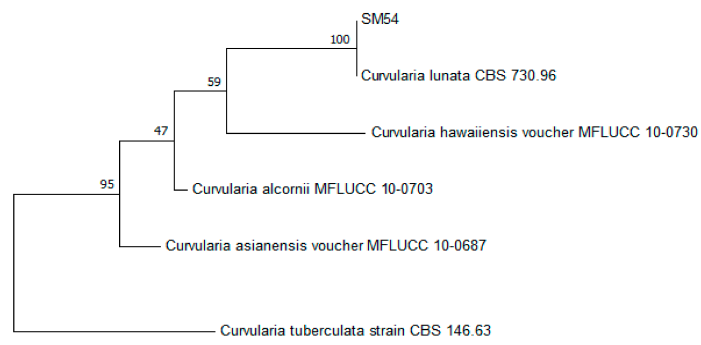 SM54
100
Curvularia lunata CBS 730.96
59
Curvularia hawaiiensis voucher MFLUCC 10-0730
47
Curvularia alcornii MFLUCC 10-0703
95
Curvularia asianensis voucher MFLUCC 10-0687
Curvularia tuberculata strain CBS 146.63